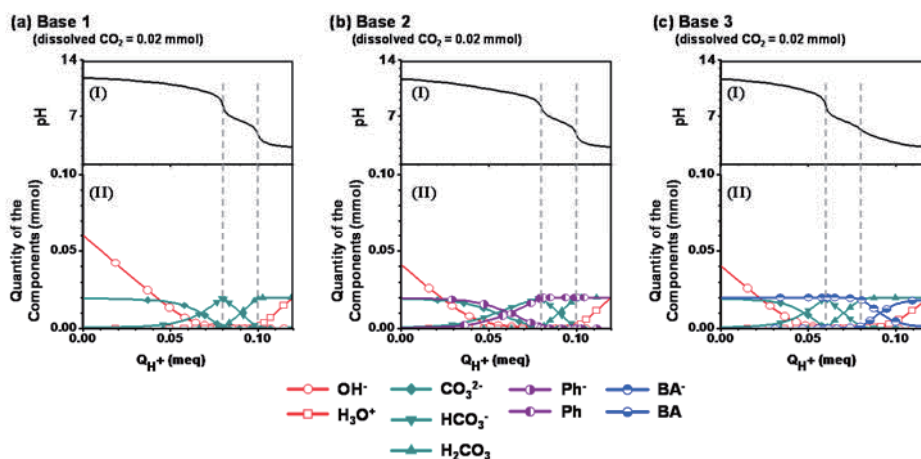 (a) Base 1
(dissolved CO₂ = 0.02 mmol)
14
(I)
7
pH
0.10
(II)
0.05
0.00
Quantity of the
Components (mmol)
0.00
0.05
0.10
Q_H⁺ (meq)
(b) Base 2
(dissolved CO₂ = 0.02 mmol)
14
(I)
7
pH
0.10
(II)
0.05
0.00
Quantity of the
Components (mmol)
0.00
0.05
0.10
Q_H⁺ (meq)
(c) Base 3
(dissolved CO₂ = 0.02 mmol)
14
(I)
7
pH
0.10
(II)
0.05
0.00
Quantity of the
Components (mmol)
0.00
0.05
0.10
Q_H⁺ (meq)
OH⁻
H₃O⁺
CO₃²⁻
HCO₃⁻
H₂CO₃
Ph⁻
Ph
BA⁻
BA